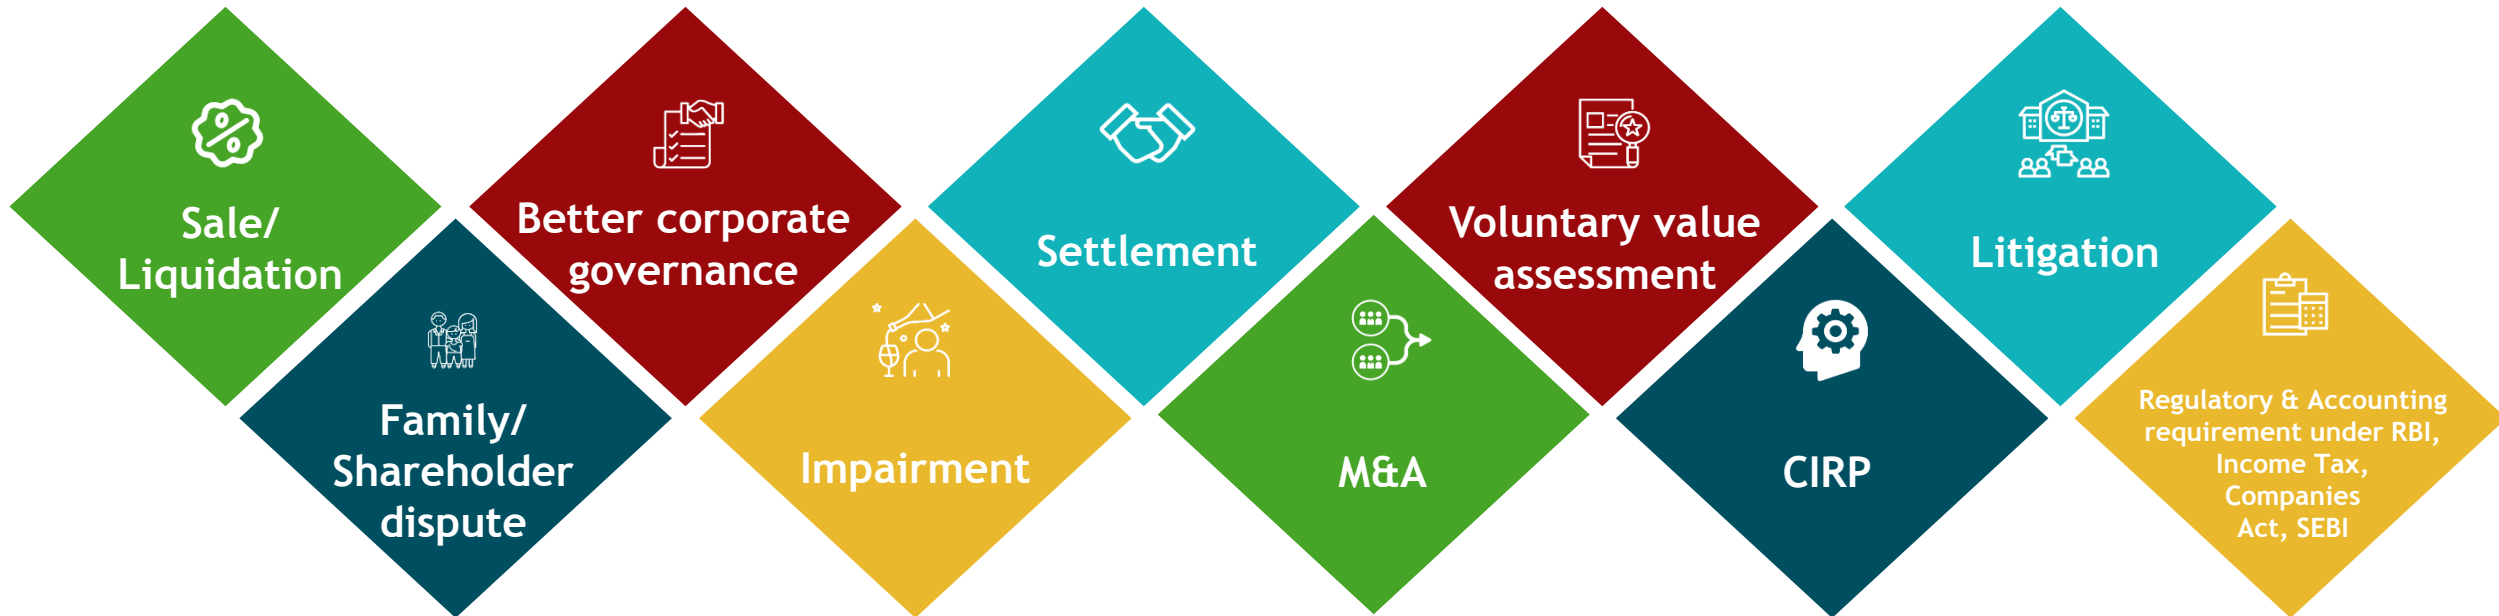 Sale/
Liquidation
Family/
Shareholder
dispute
Better corporate
governance
Impairment
Settlement
M&A
Voluntary value
assessment
CIRP
Litigation
Regulatory & Accounting
requirement under RBI,
Income Tax,
Companies
Act, SEBI